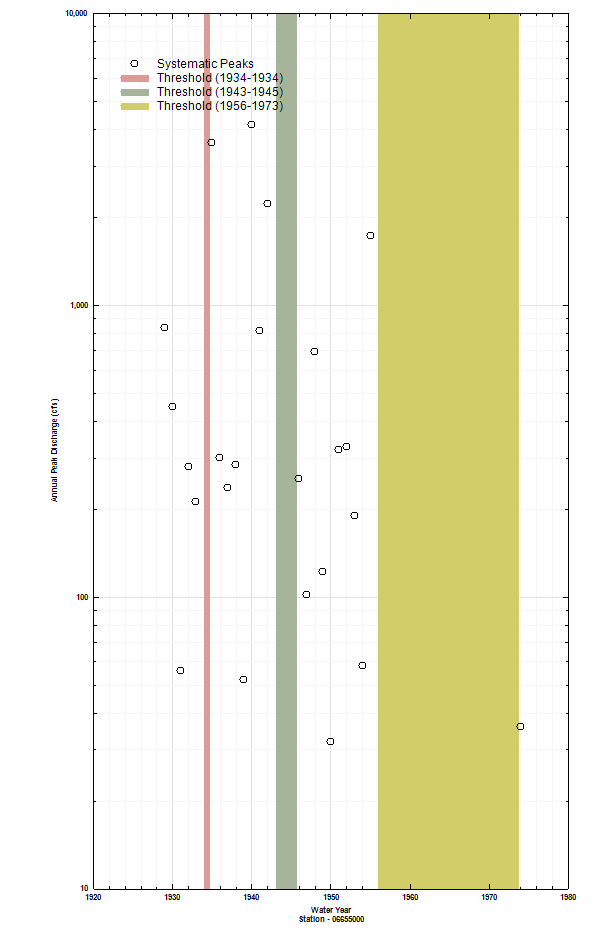 10,000
Systematic Peaks
Threshold (1934-1934)
Threshold (1943-1945)
Threshold (1956-1973)
1,000
Annual Peak Discharge (cfs)
100
10
1920 1930 1940 1950 1960 1970 1980
Water Year
Station - 06655000